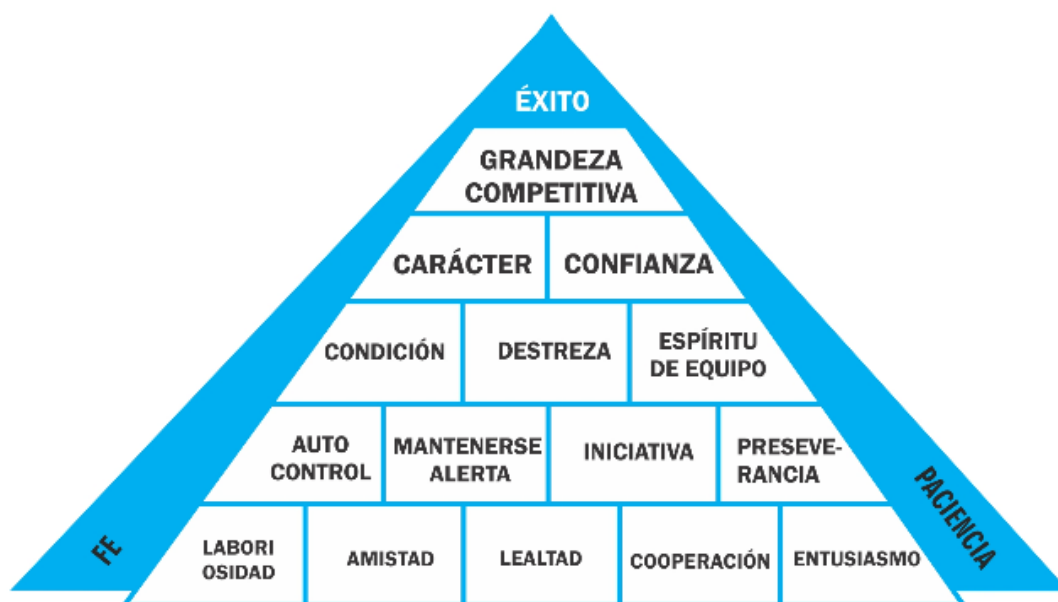 ÉXITO
GRANDEZA
COMPETITIVA
CARÁCTER
CONFIANZA
CONDICIÓN
DESTREZA
ESPÍRITU
DE EQUIPO
AUTO
CONTROL
MANTENERSE
ALERTA
INICIATIVA
PRESEVE-
RANCIA
LABORI
OSIDAD
AMISTAD
LEALTAD
COOPERACIÓN
ENTUSIASMO
FE
PACIENCIA